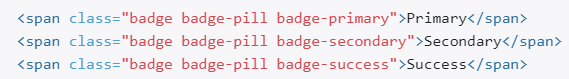 <span class="badge badge-pill badge-primary">Primary</span>
<span class="badge badge-pill badge-secondary">Secondary</span>
<span class="badge badge-pill badge-success">Success</span>